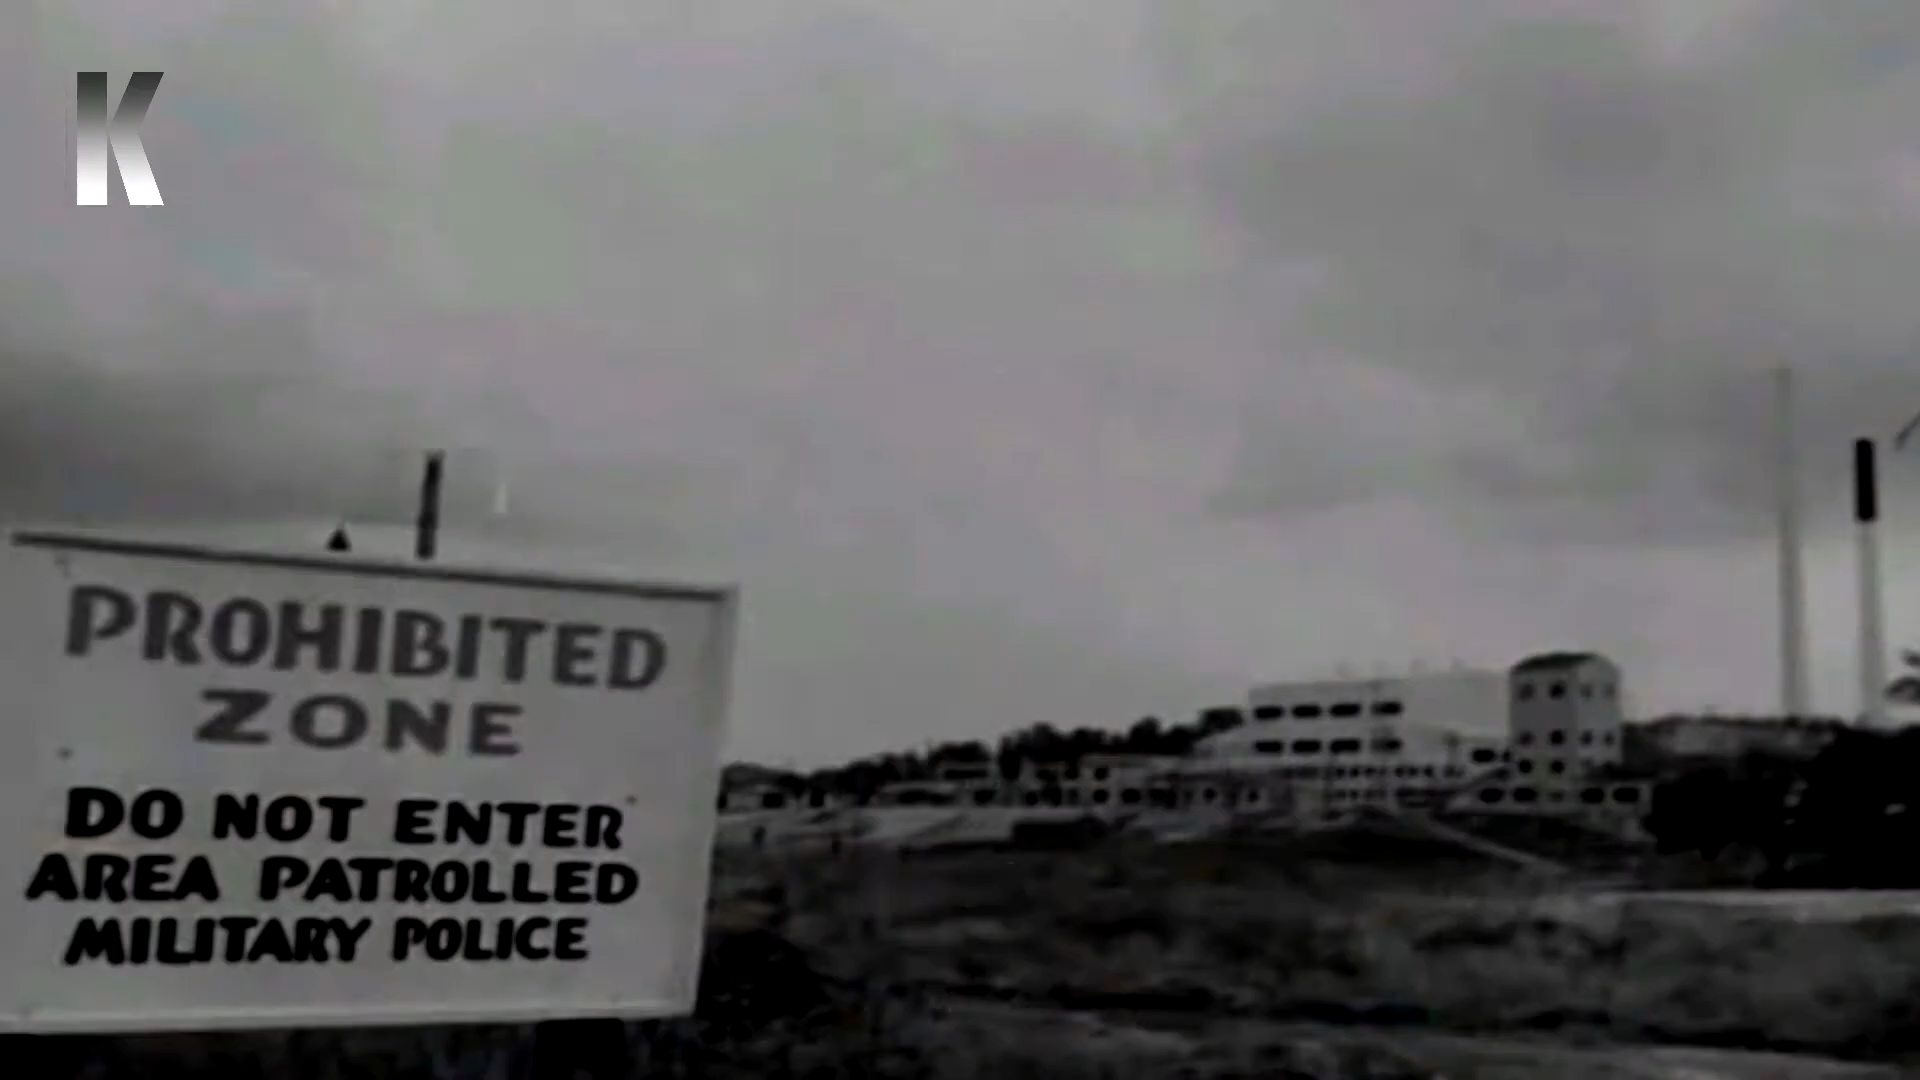 K
PROHIBITED
ZONE
DO NOT ENTER
AREA PATROLLED
MILITARY POLICE